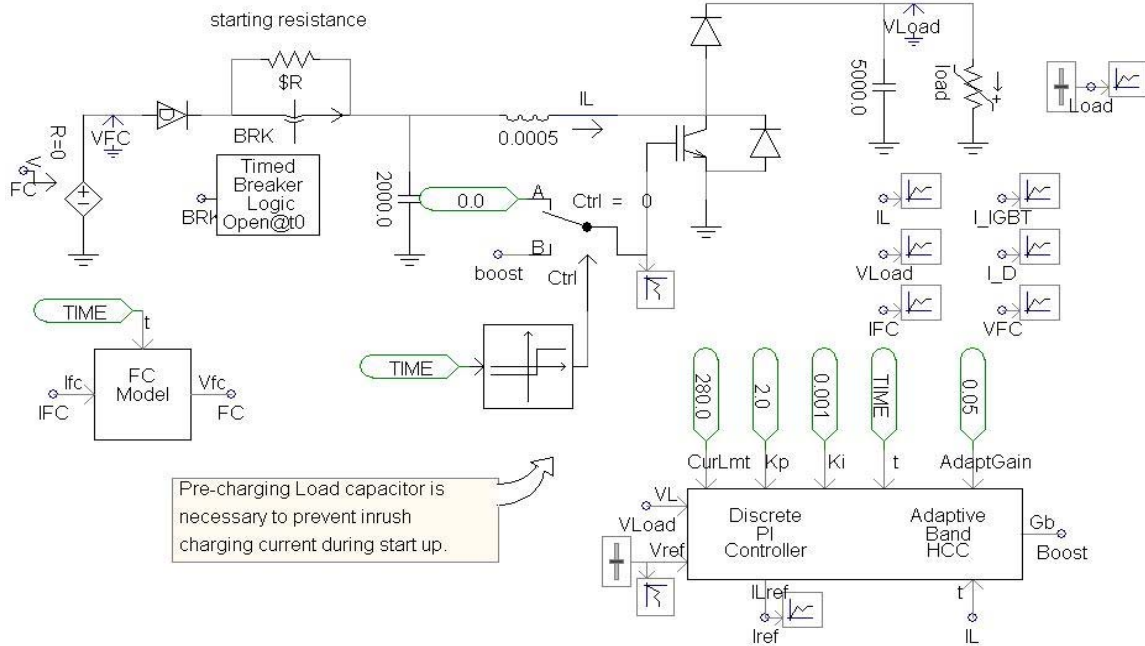 starting resistance
$R
VLoad
5000.0
load
Load
IL
D
VFC
R=0
V
FC
BRK
0.0005
Timed
Breaker
Logic
Open@t0
BRK
2000.0
0.0
A
Ctrl = 0
B
boost
Ctrl
IL
I_IGBT
VLoad
I_D
IFC
VFC
TIME
t
TIME
Ifc
FC
Model
Vfc
IFC
FC
280.0
2.0
0.001
TIME
0.05
CurLmt
Kp
Ki
t
AdaptGain
Pre-charging Load capacitor is
necessary to prevent inrush
charging current during start up.
VL
VLoad
Vref
Discrete
PI
Controller
Adaptive
Band
HCC
Gb
Boost
ILref
t
Iref
IL